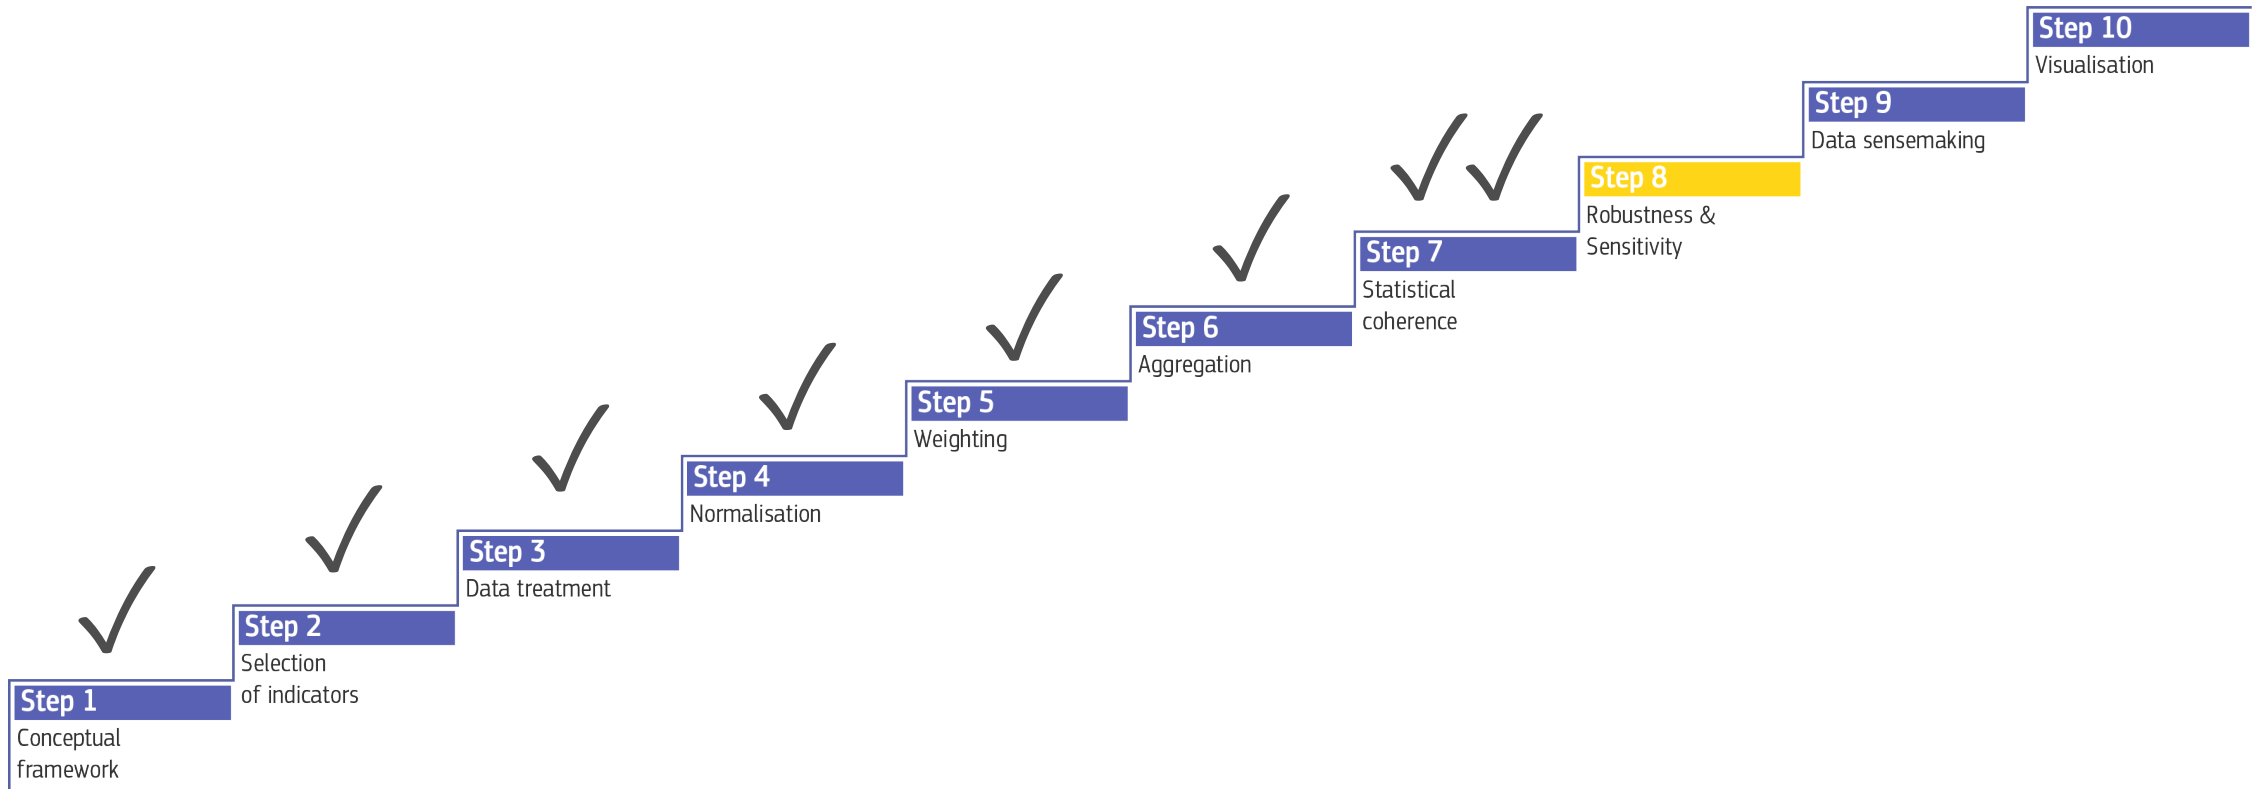 Step 1
Conceptual
framework
Step 2
Selection
of indicators
Step 3
Data treatment
Step 4
Normalisation
Step 5
Weighting
Step 6
Aggregation
Step 7
Statistical
coherence
Step 8
Robustness &
Sensitivity
Step 9
Data sensemaking
Step 10
Visualisation